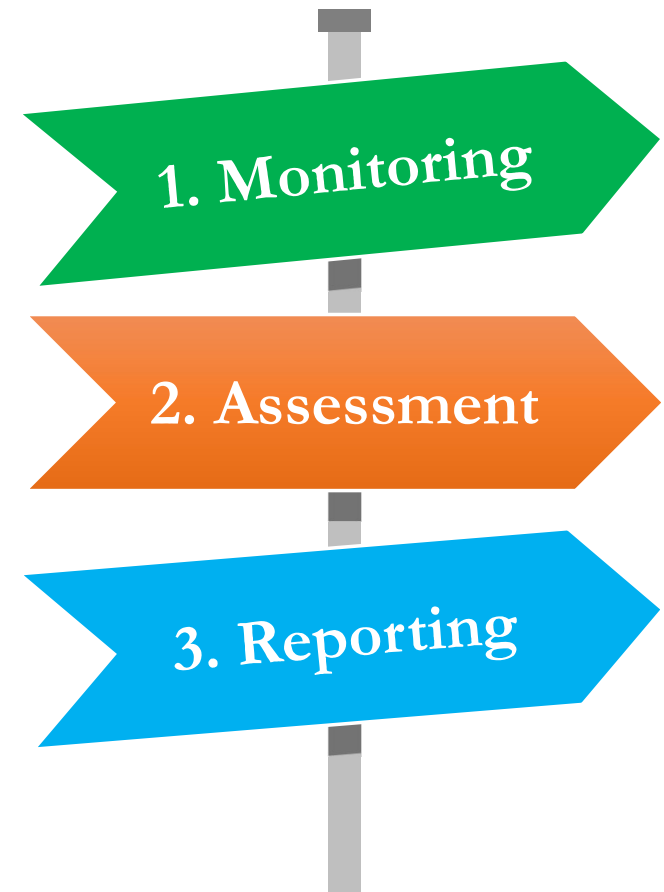 1. Monitoring
2. Assessment
3. Reporting